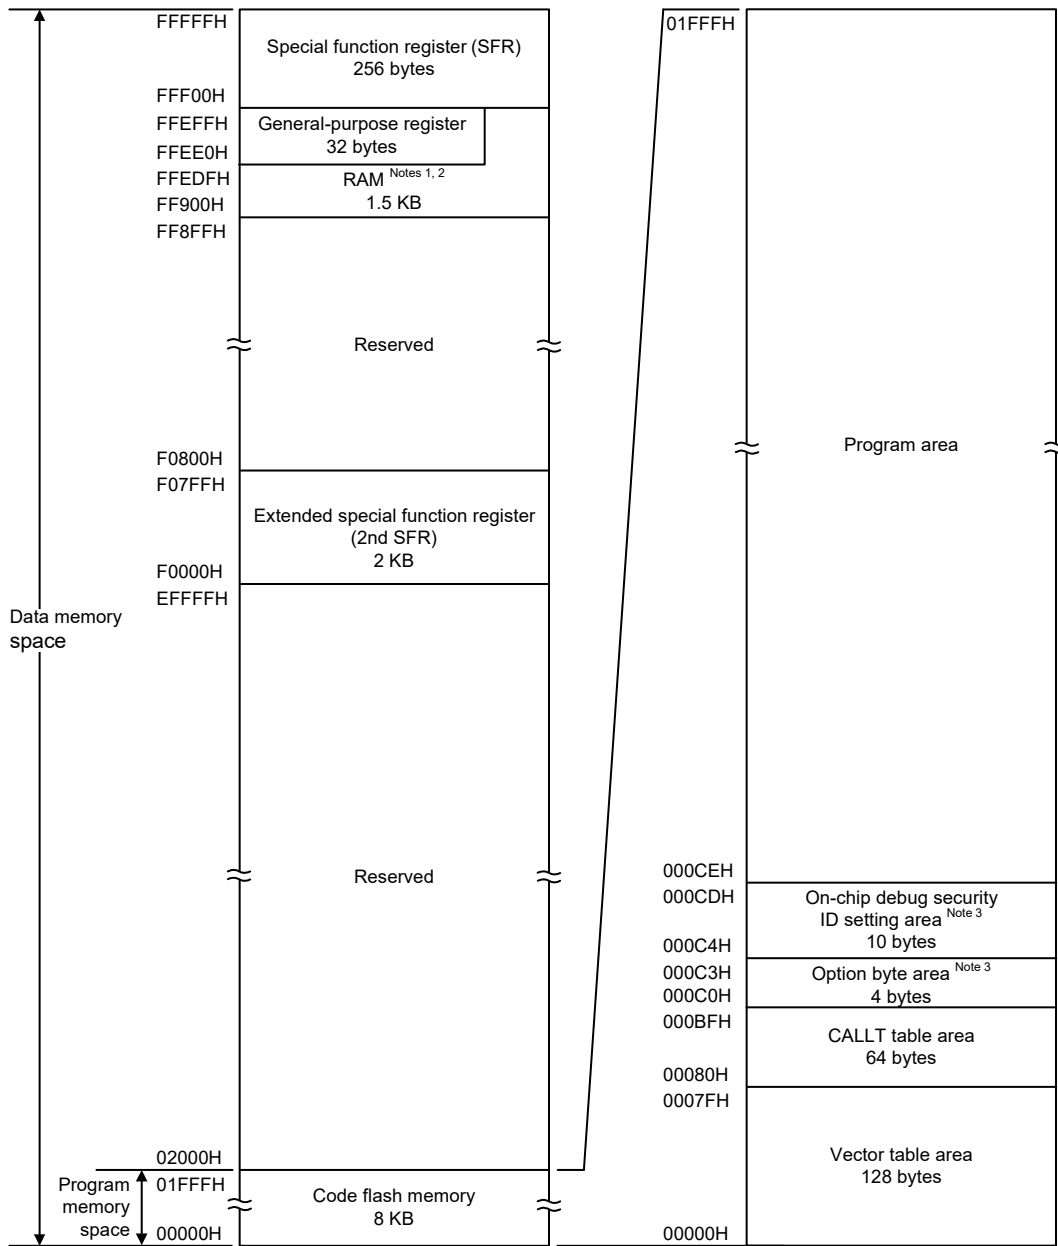 FFFFFH
Special function register (SFR)
256 bytes
FFF00H
FFEFFH
General-purpose register
32 bytes
FFEE0H
FFEDFH
RAM Notes 1, 2
1.5 KB
FF900H
FF8FFH
Reserved
F0800H
F07FFH
Extended special function register
(2nd SFR)
2 KB
F0000H
EFFFFH
Data memory
space
Reserved
02000H
Program
memory
space
01FFFH
Code flash memory
8 KB
00000H
01FFFH
Program area
000CEH
000CDH
On-chip debug security
ID setting area Note 3
10 bytes
000C4H
000C3H
Option byte area Note 3
4 bytes
000C0H
000BFH
CALLT table area
64 bytes
00080H
0007FH
Vector table area
128 bytes
00000H